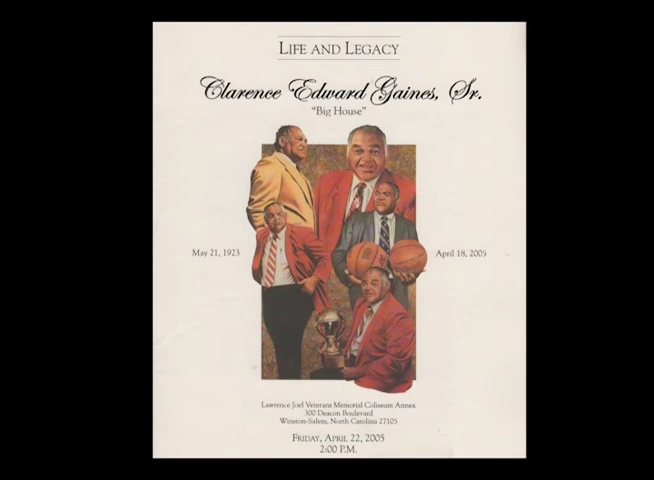 LIFE AND LEGACY
Clarence Edward Gaines, Sr.
"Big House"
May 21, 1923
April 18, 2005
Lawrence Joel Veterans Memorial Coliseum Annex
300 Deacon Boulevard
Winston-Salem, North Carolina 27105
FRIDAY, APRIL 22, 2005
2:00 P.M.